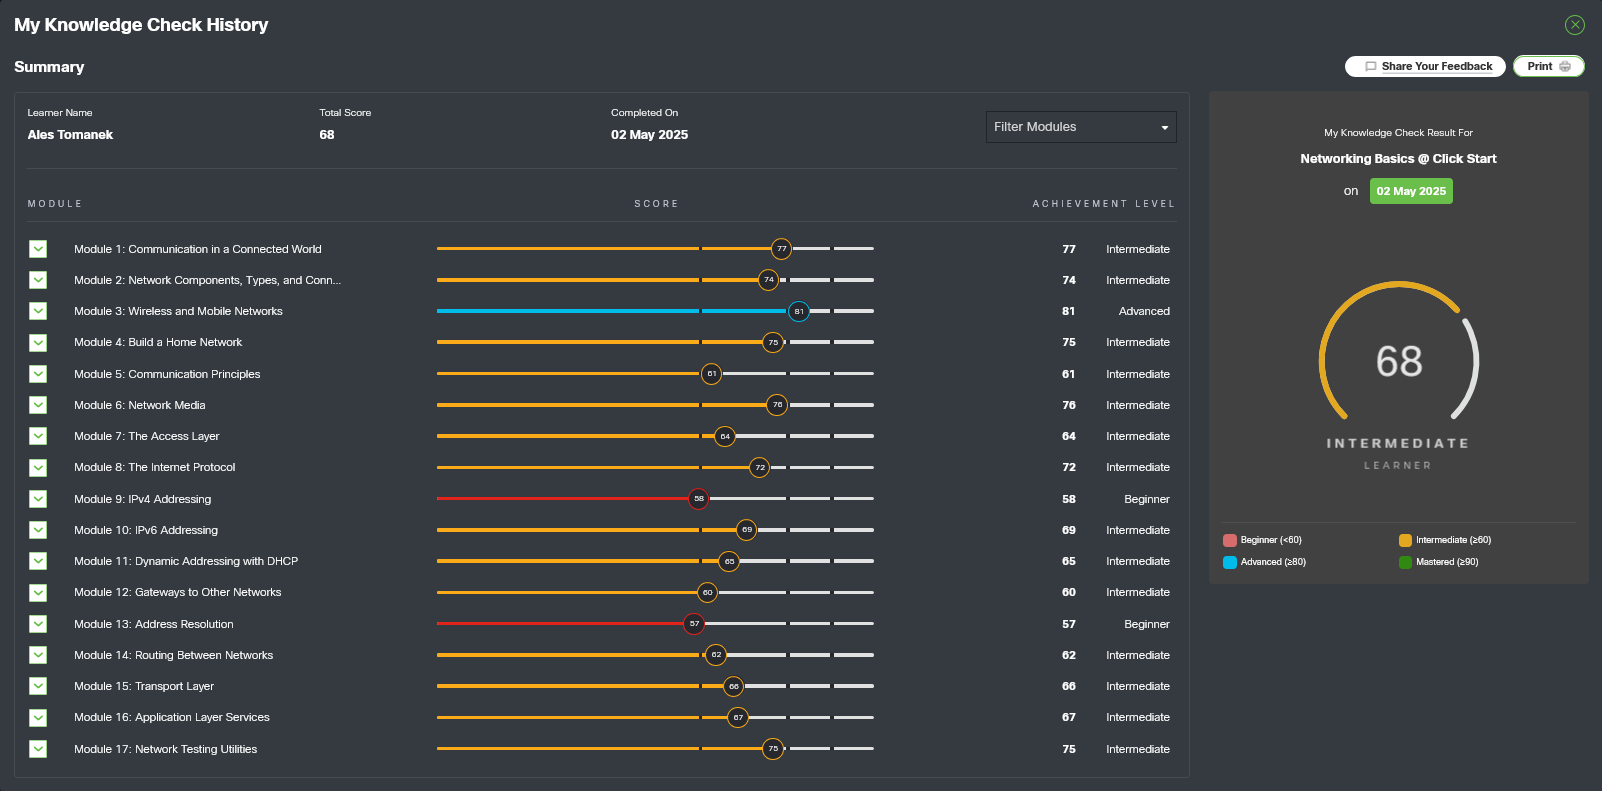 My Knowledge Check History
Summary
Share Your Feedback
Print
Learner Name
Total Score
Completed On
Ales Tomanek
68
02 May 2025
Filter Modules
MODULE
SCORE
ACHIEVEMENT LEVEL
Module 1: Communication in a Connected World 77 77 Intermediate
Module 2: Network Components, Types, and Conn... 74 74 Intermediate
Module 3: Wireless and Mobile Networks 81 81 Advanced
Module 4: Build a Home Network 75 75 Intermediate
Module 5: Communication Principles 61 61 Intermediate
Module 6: Network Media 76 76 Intermediate
Module 7: The Access Layer 64 64 Intermediate
Module 8: The Internet Protocol 72 72 Intermediate
Module 9: IPv4 Addressing 58 58 Beginner
Module 10: IPv6 Addressing 69 69 Intermediate
Module 11: Dynamic Addressing with DHCP 65 65 Intermediate
Module 12: Gateways to Other Networks 60 60 Intermediate
Module 13: Address Resolution 57 57 Beginner
Module 14: Routing Between Networks 62 62 Intermediate
Module 15: Transport Layer 66 66 Intermediate
Module 16: Application Layer Services 67 67 Intermediate
Module 17: Network Testing Utilities 75 75 Intermediate
My Knowledge Check Result For
Networking Basics @ Click Start
on 02 May 2025
68
INTERMEDIATE
LEARNER
Beginner (<60)
Intermediate (≥60)
Advanced (≥80)
Mastered (≥90)